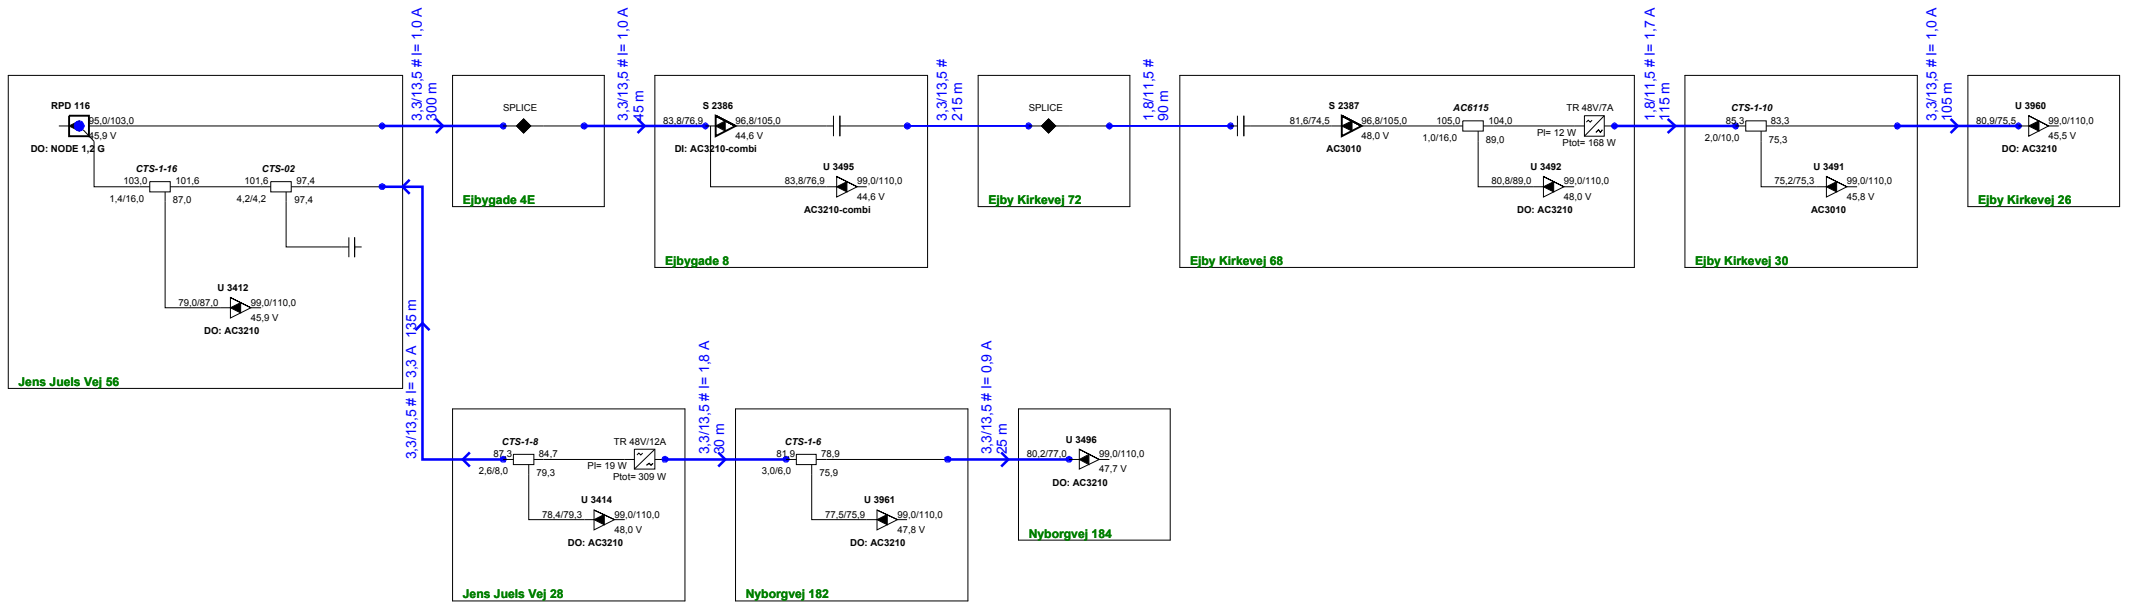 RPD 116
95,0/103,0
45,9 V
DO: NODE 1,2 G
CTS-1-16
103,0
101,6
1,4/16,0
87,0
CTS-02
101,6
97,4
4,2/4,2
97,4
U 3412
79,0/87,0
99,0/110,0
45,9 V
DO: AC3210
Jens Juels Vej 56
3,3/13,5 # I= 1,0 A
300 m
SPLICE
Ejbygade 4E
3,3/13,5 # I= 1,0 A
45 m
S 2386
83,8/76,9
96,8/105,0
44,6 V
DI: AC3210-combi
U 3495
83,8/76,9
99,0/110,0
44,6 V
AC3210-combi
Ejbygade 8
3,3/13,5 #
215 m
SPLICE
Ejby Kirkevej 72
1,8/11,5 #
90 m
S 2387
81,6/74,5
96,8/105,0
48,0 V
AC3010
AC6115
105,0
104,0
1,0/16,0
89,0
TR 48V/7A
Pl= 12 W
Ptot= 168 W
U 3492
80,8/89,0
99,0/110,0
48,0 V
DO: AC3210
Ejby Kirkevej 68
1,8/11,5 # I= 1,7 A
115 m
CTS-1-10
85,3
83,3
2,0/10,0
75,3
U 3491
75,2/75,3
99,0/110,0
45,8 V
AC3010
Ejby Kirkevej 30
3,3/13,5 # I= 1,0 A
105 m
U 3960
80,9/75,5
99,0/110,0
45,5 V
DO: AC3210
Ejby Kirkevej 26
3,3/13,5 # I= 3,3 A 135 m
CTS-1-8
87,3
84,7
2,6/8,0
79,3
TR 48V/12A
Pl= 19 W
Ptot= 309 W
U 3414
78,4/79,3
99,0/110,0
48,0 V
DO: AC3210
Jens Juels Vej 28
3,3/13,5 # I= 1,8 A
30 m
CTS-1-6
81,9
78,9
3,0/6,0
75,9
U 3961
77,5/75,9
99,0/110,0
47,8 V
DO: AC3210
Nyborgvej 182
3,3/13,5 # I= 0,9 A
25 m
U 3496
80,2/77,0
99,0/110,0
47,7 V
DO: AC3210
Nyborgvej 184